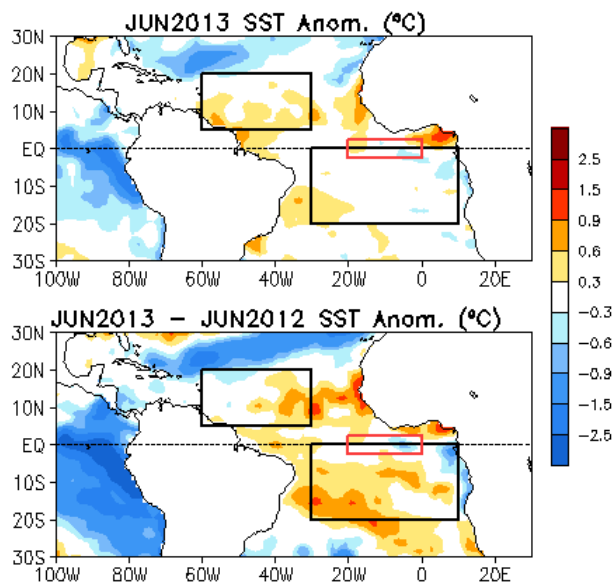 JUN2013 SST Anom. (ºC)
30N
20N
10N
EQ
10S
20S
30S
100W 80W 60W 40W 20W 0 20E
JUN2013 – JUN2012 SST Anom. (ºC)
30N
20N
10N
EQ
10S
20S
30S
100W 80W 60W 40W 20W 0 20E
2.5
1.5
0.9
0.6
0.3
-0.3
-0.6
-0.9
-1.5
-2.5